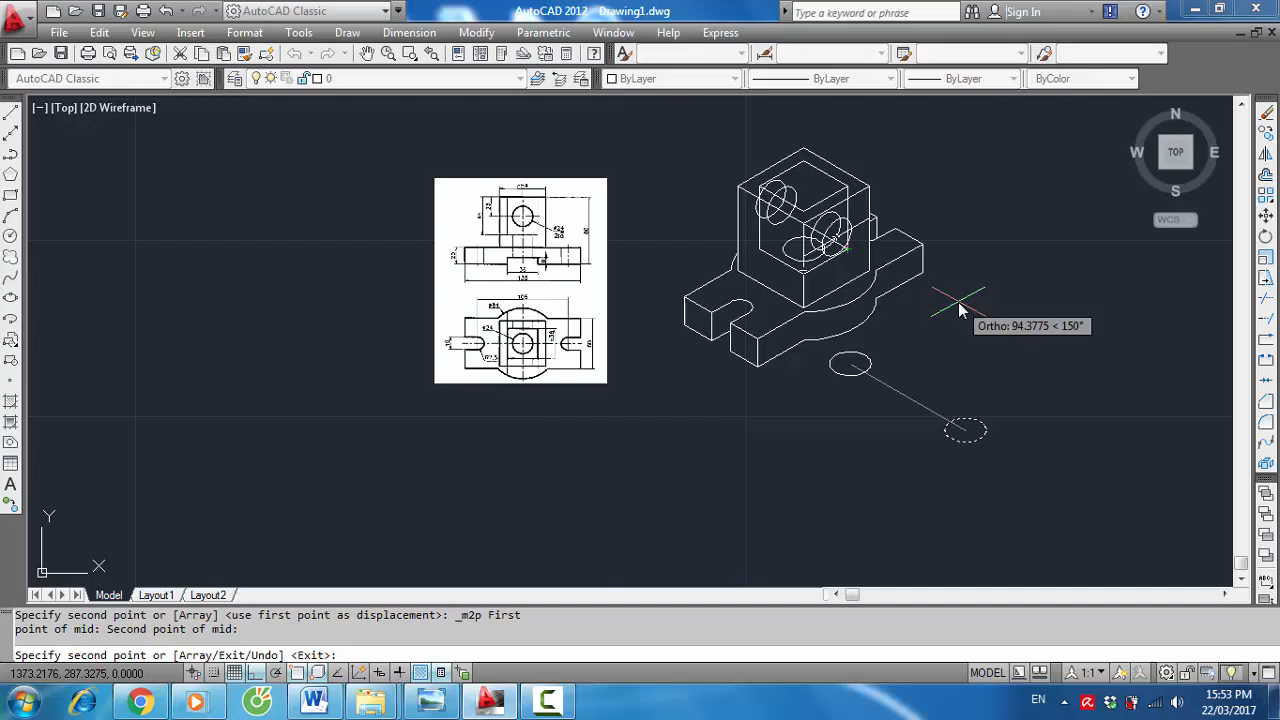 AutoCAD Classic
AutoCAD 2012 - Drawing1.dwg
Type a keyword or phrase
Sign In
File Edit View Insert Format Tools Draw Dimension Modify Parametric Window Help Express
AutoCAD Classic
0
ByLayer
ByLayer
ByLayer
ByColor
[−] [Top] [2D Wireframe]
N
W TOP E
S
WCS
Ortho: 94.3775 < 150°
Y
X
Model Layout1 Layout2
Specify second point or [Array] <use first point as displacement>: _m2p First
point of mid: Second point of mid:
Specify second point or [Array/Exit/Undo] <Exit>:
1373.2176, 287.3275, 0.0000
MODEL
1:1
EN
15:53 PM
22/03/2017